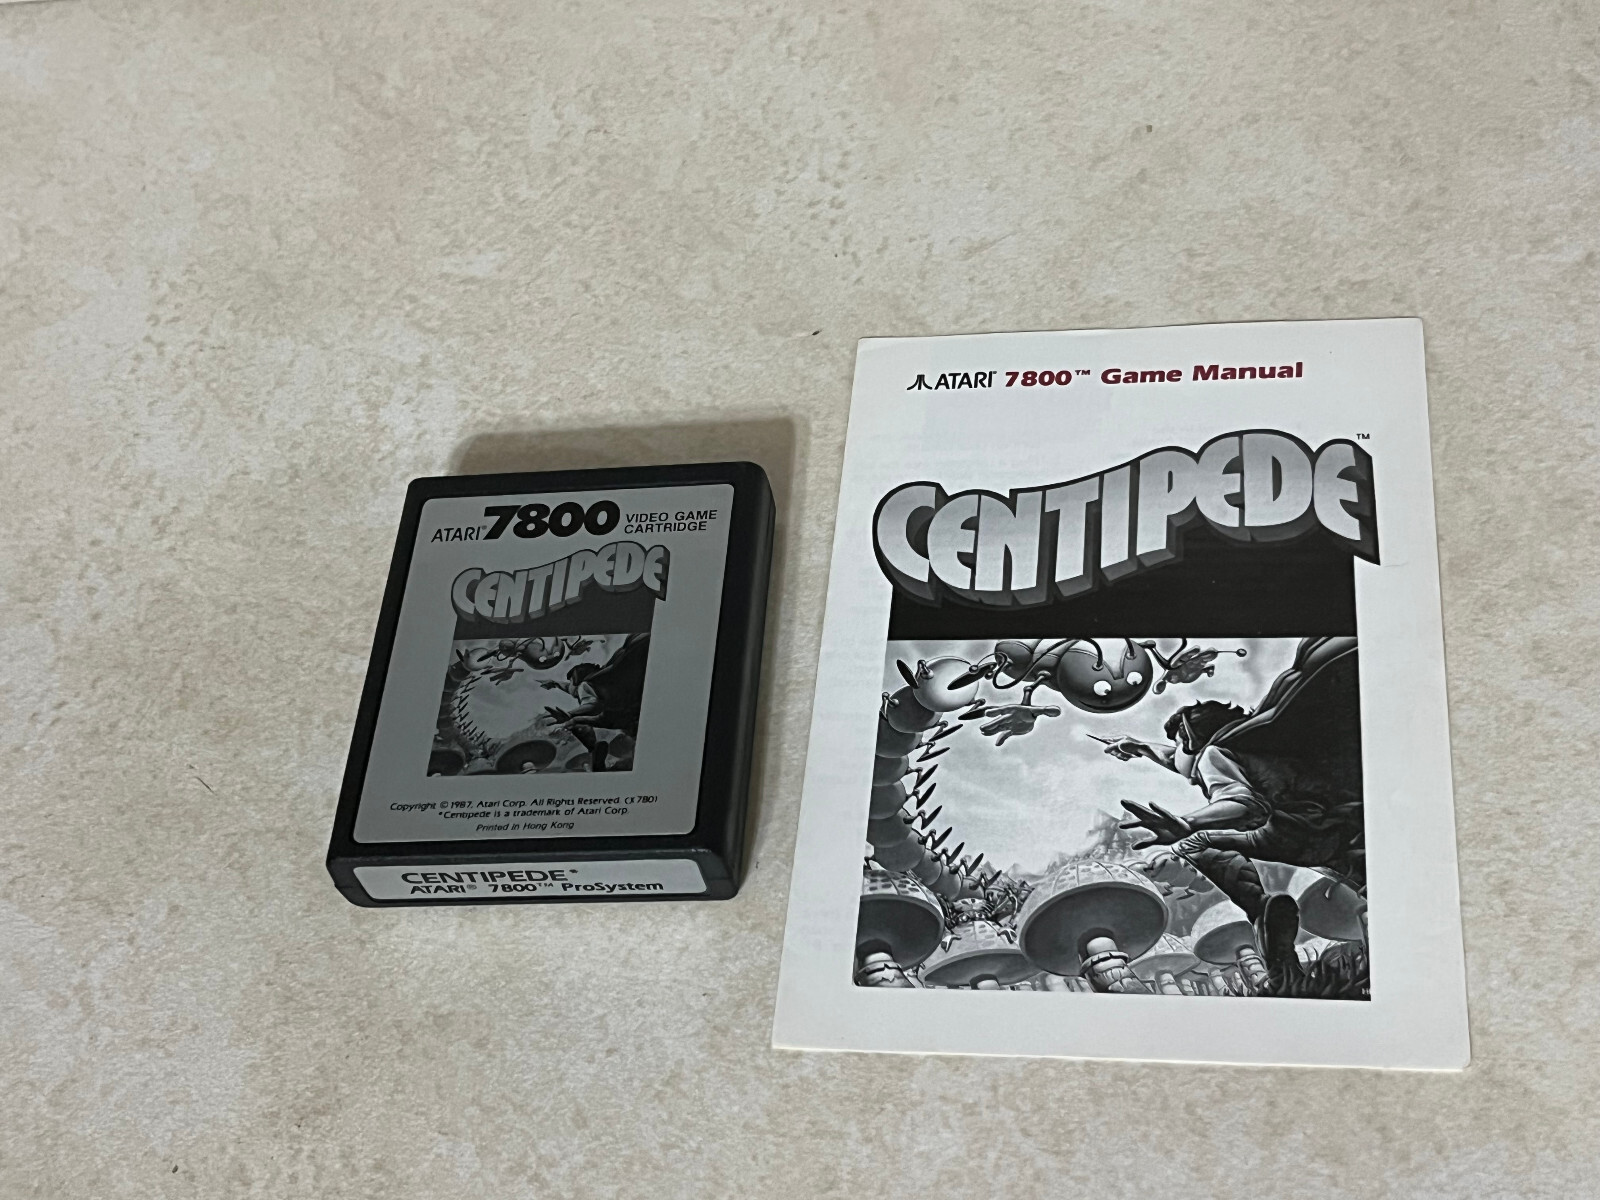 ATARI® 7800 VIDEO GAME
CARTRIDGE
CENTIPEDE
Copyright © 1987, Atari Corp. All Rights Reserved. CX7801
*Centipede is a trademark of Atari Corp.
Printed in Hong Kong
CENTIPEDE*
ATARI® 7800™ ProSystem
ATARI® 7800™ Game Manual
CENTIPEDE™